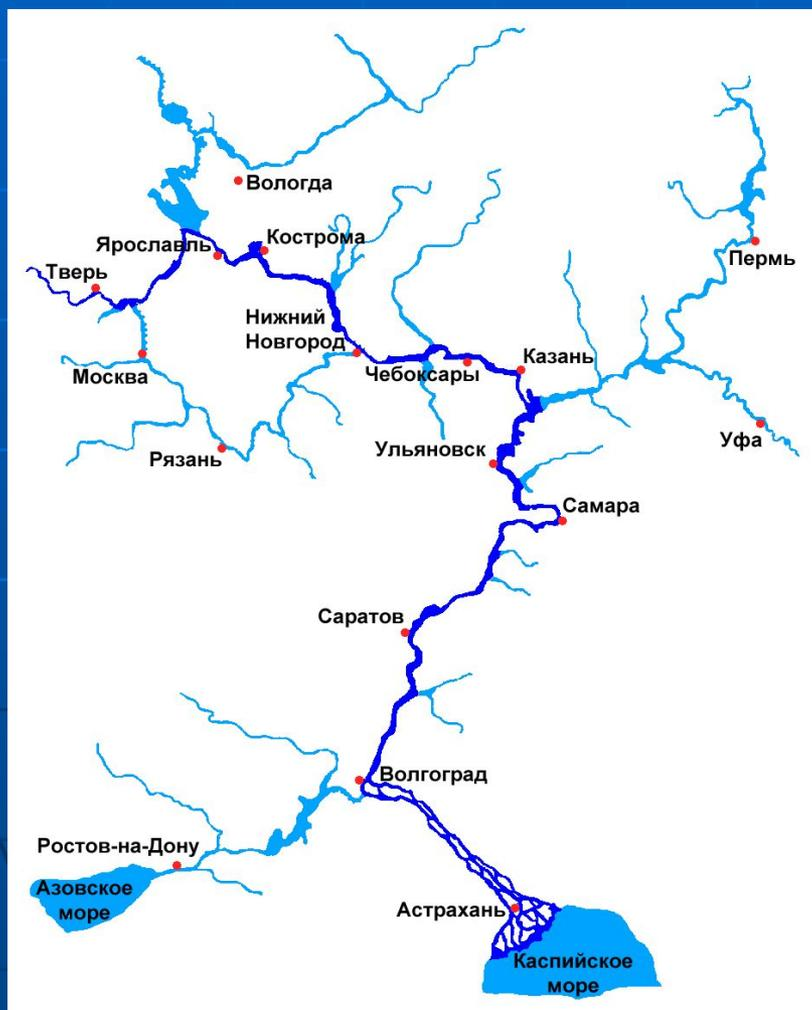 Вологда
Ярославль
Кострома
Тверь
Пермь
Нижний
Новгород
Москва
Чебоксары
Казань
Рязань
Ульяновск
Уфа
Самара
Саратов
Волгоград
Ростов-на-Дону
Азовское
море
Астрахань
Каспийское
море